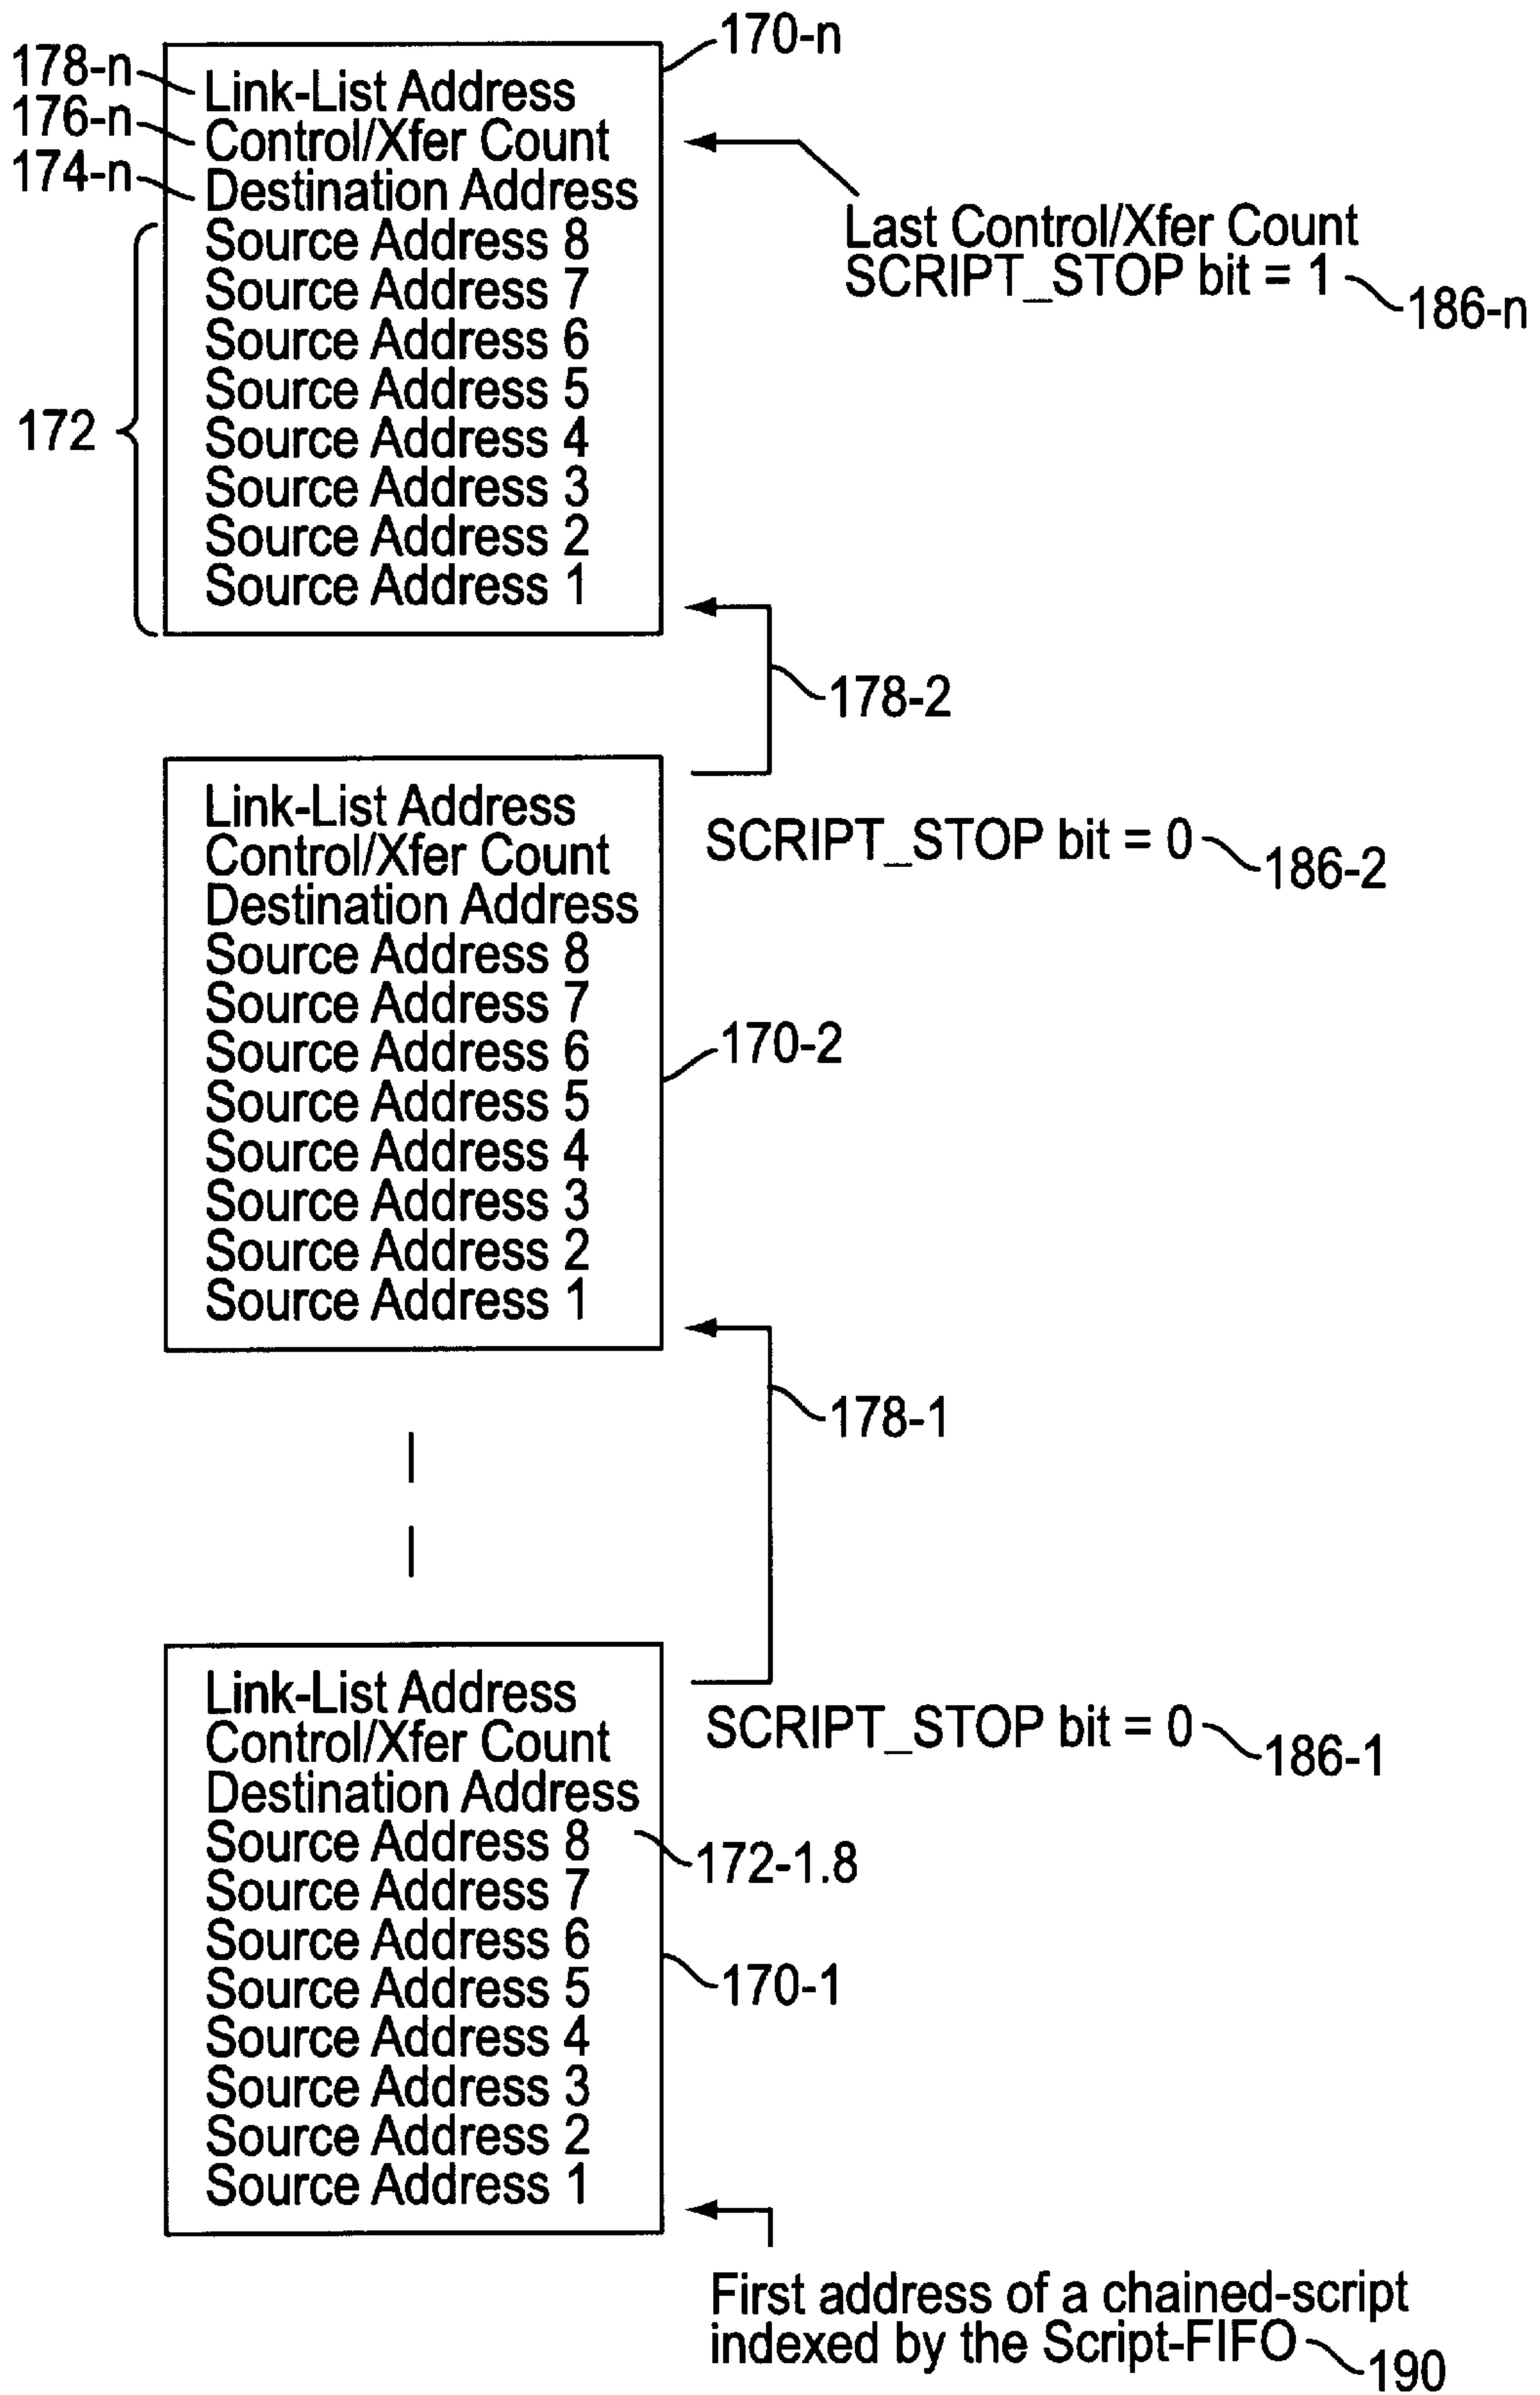 170-n
178-n
Link-List Address
176-n
Control/Xfer Count
174-n
Destination Address
Source Address 8
Last Control/Xfer Count
SCRIPT_STOP bit = 1
186-n
Source Address 7
Source Address 6
Source Address 5
172
Source Address 4
Source Address 3
Source Address 2
Source Address 1
178-2
Link-List Address
Control/Xfer Count
SCRIPT_STOP bit = 0
186-2
Destination Address
Source Address 8
Source Address 7
Source Address 6
170-2
Source Address 5
Source Address 4
Source Address 3
Source Address 2
Source Address 1
178-1
Link-List Address
Control/Xfer Count
SCRIPT_STOP bit = 0
186-1
Destination Address
Source Address 8
172-1.8
Source Address 7
Source Address 6
Source Address 5
170-1
Source Address 4
Source Address 3
Source Address 2
Source Address 1
First address of a chained-script
indexed by the Script-FIFO
190